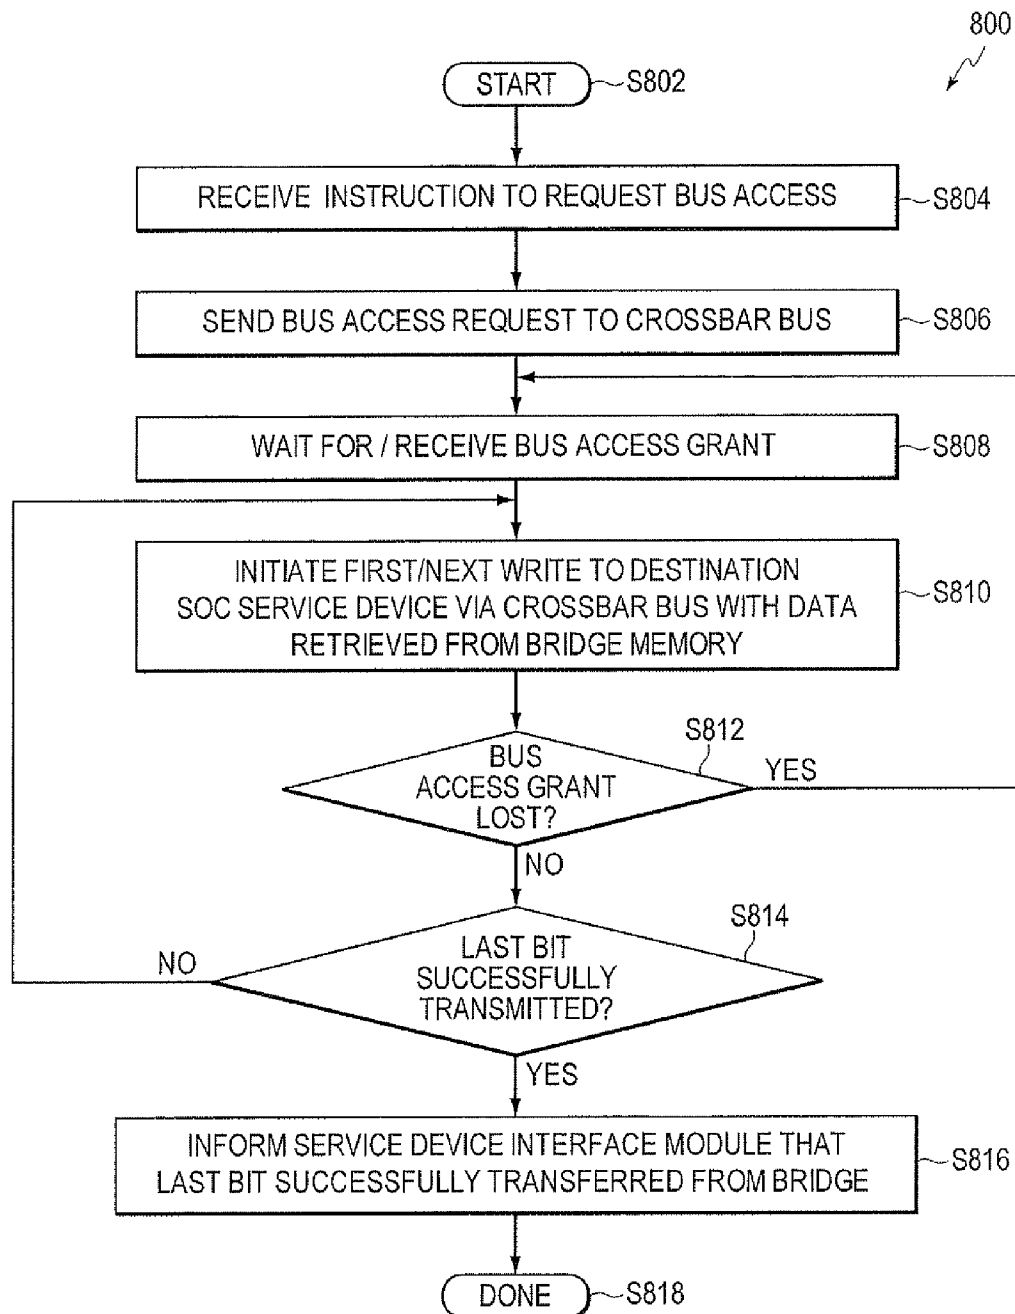 800
START
S802
RECEIVE INSTRUCTION TO REQUEST BUS ACCESS
S804
SEND BUS ACCESS REQUEST TO CROSSBAR BUS
S806
WAIT FOR / RECEIVE BUS ACCESS GRANT
S808
INITIATE FIRST/NEXT WRITE TO DESTINATION
SOC SERVICE DEVICE VIA CROSSBAR BUS WITH DATA
RETRIEVED FROM BRIDGE MEMORY
S810
S812
BUS
ACCESS GRANT
LOST?
YES
NO
S814
LAST BIT
SUCCESSFULLY
TRANSMITTED?
NO
YES
INFORM SERVICE DEVICE INTERFACE MODULE THAT
LAST BIT SUCCESSFULLY TRANSFERRED FROM BRIDGE
S816
DONE
S818